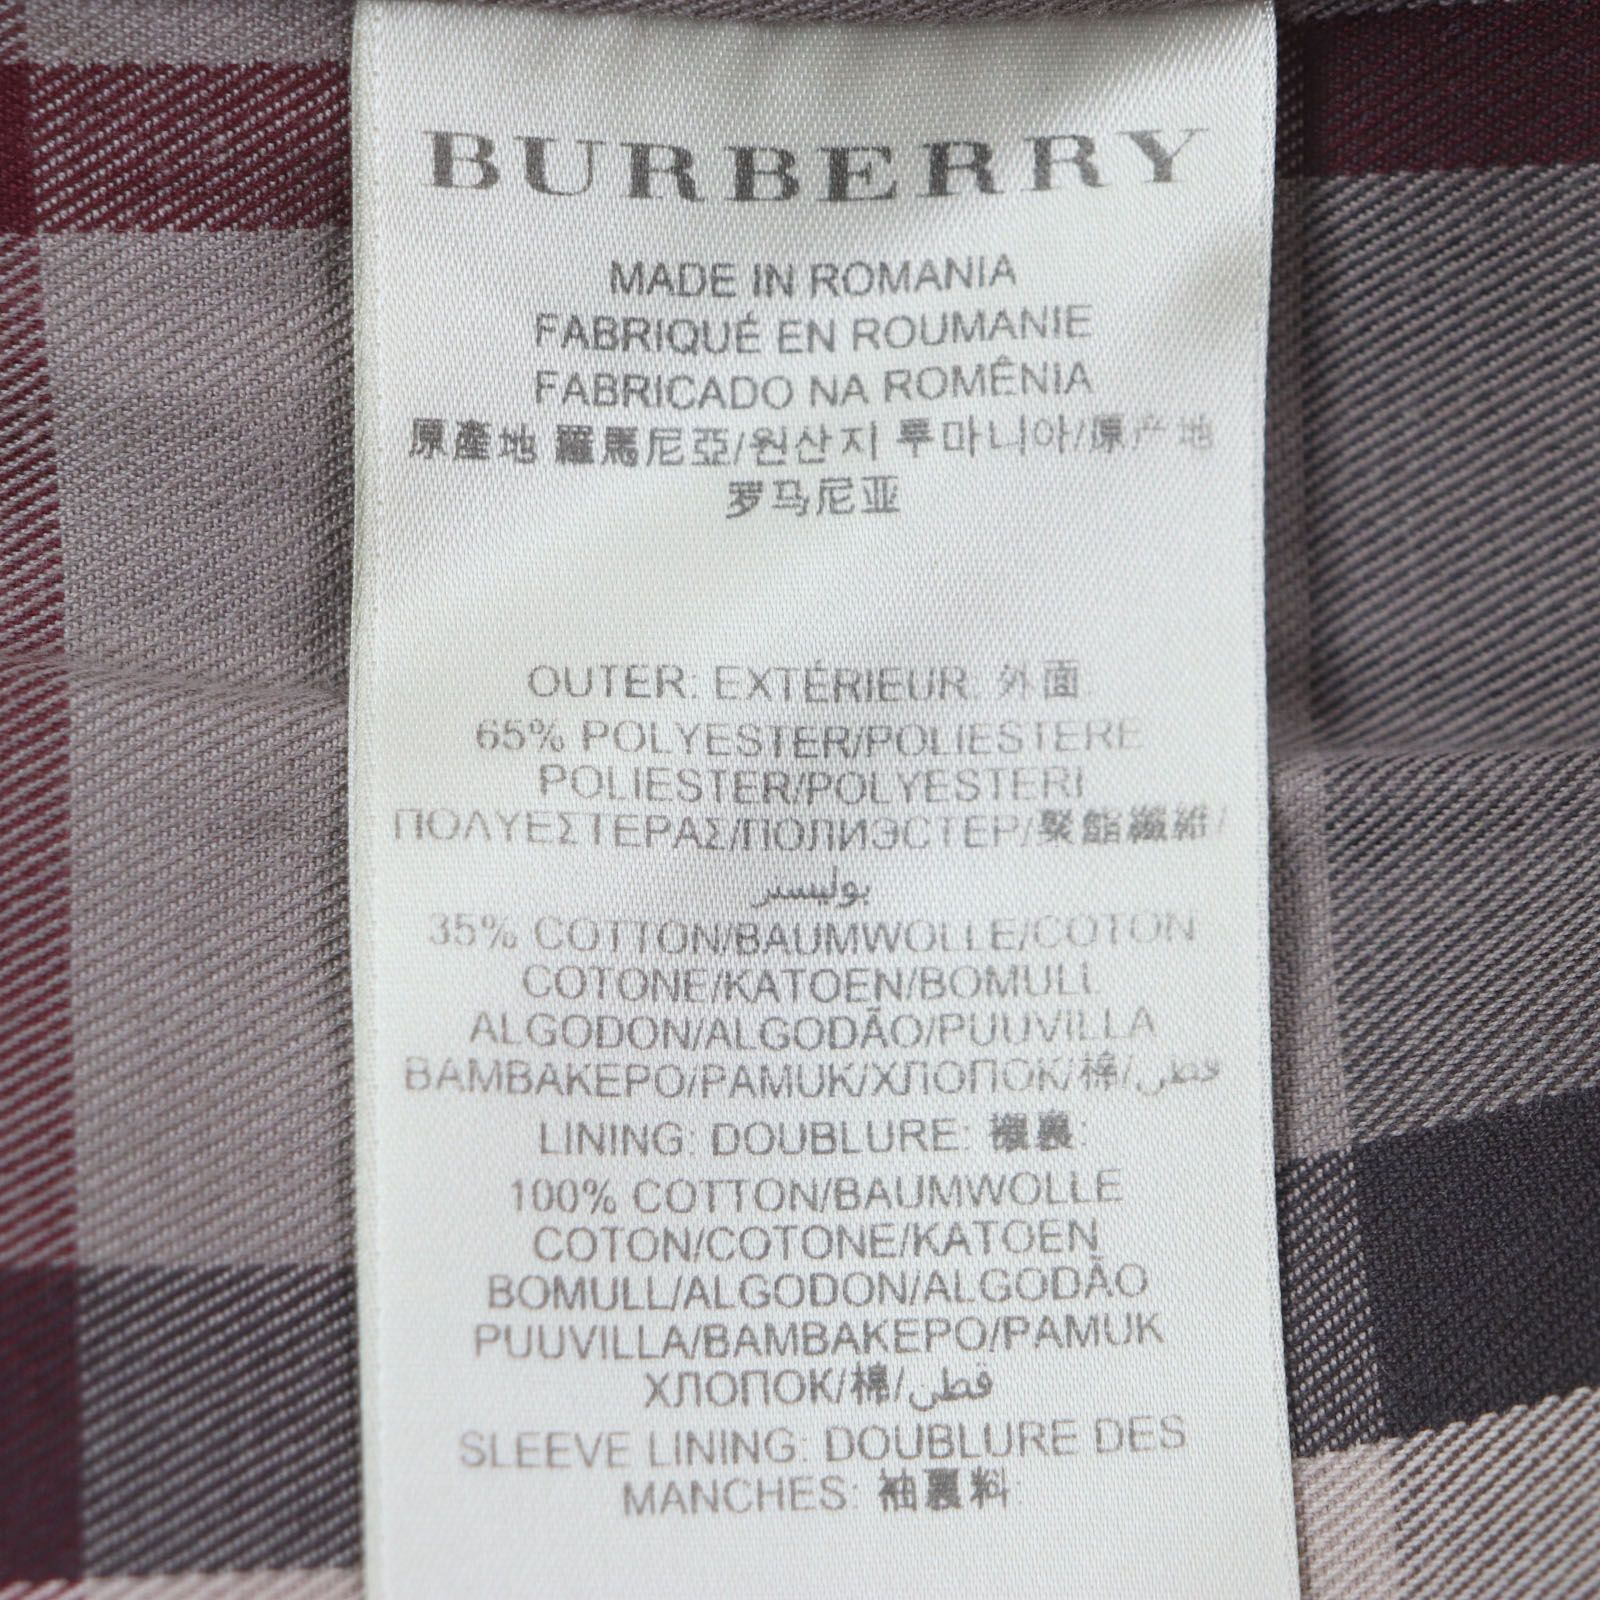 BURBERRY
MADE IN ROMANIA
FABRIQUÉ EN ROUMANIE
FABRICADO NA ROMÊNIA
原產地 羅馬尼亞/원산지 루마니아/原产地
罗马尼亚
OUTER: EXTÉRIEUR: 外面:
65% POLYESTER/POLIESTERE
POLIESTER/POLYESTERI
ΠΟΛΥΕΣΤΕΡΑΣ/ПОЛИЭСТЕР/聚酯纖維/
بوليستر
35% COTTON/BAUMWOLLE/COTON
COTONE/KATOEN/BOMULL
ALGODON/ALGODÃO/PUUVILLA
BAMBAKEPO/PAMUK/ХЛОПОК/棉/قطن
LINING: DOUBLURE: 襯裏:
100% COTTON/BAUMWOLLE
COTON/COTONE/KATOEN
BOMULL/ALGODON/ALGODÃO
PUUVILLA/BAMBAKEPO/PAMUK
ХЛОПОК/棉/قطن
SLEEVE LINING: DOUBLURE DES
MANCHES: 袖裏料: